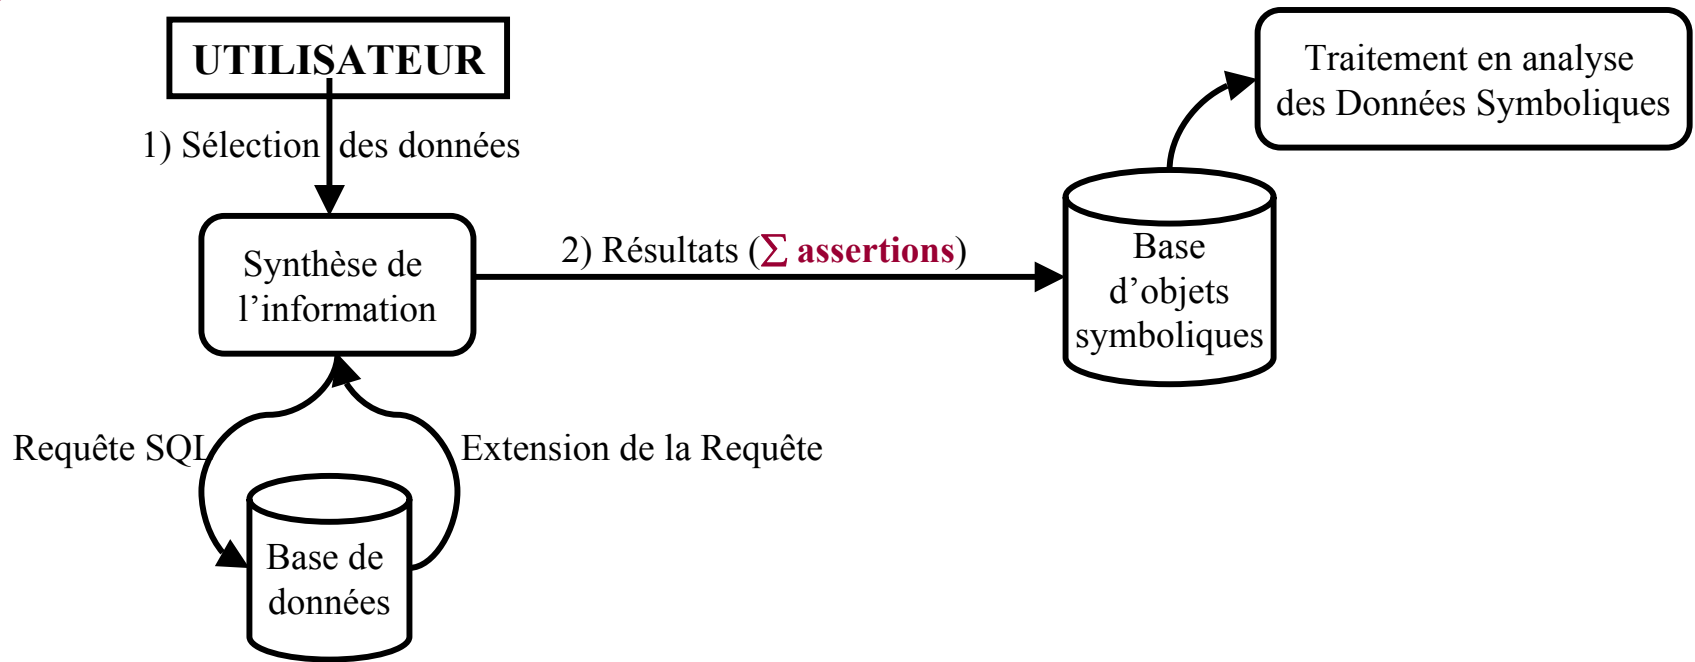 UTILISATEUR
1) Sélection des données
Traitement en analyse
des Données Symboliques
Synthèse de
l’information
2) Résultats (∑ assertions)
Base
d’objets
symboliques
Requête SQL
Extension de la Requête
Base de
données